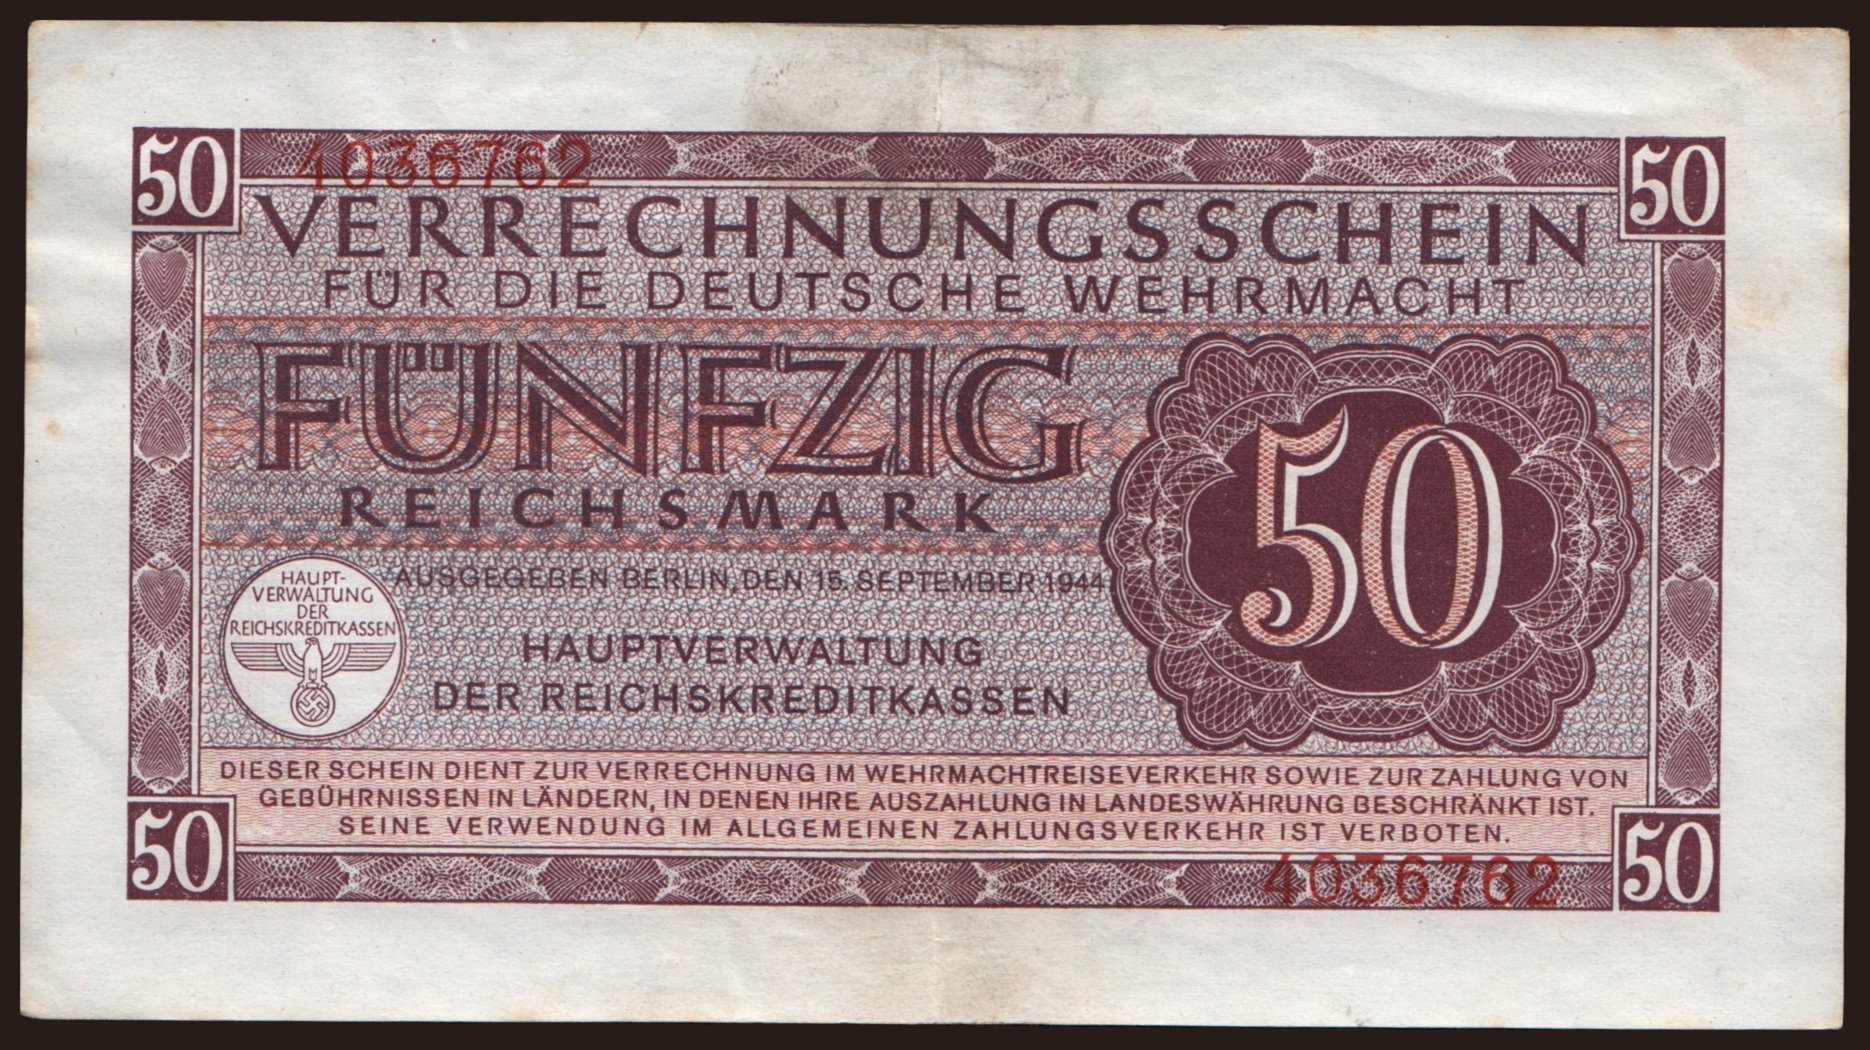 50
50
4036762
VERRECHNUNGSSCHEIN
FÜR DIE DEUTSCHE WEHRMACHT
FÜNFZIG
REICHSMARK
50
HAUPT-
VERWALTUNG
DER
REICHSKREDITKASSEN
M
AUSGEGEBEN BERLIN, DEN 15. SEPTEMBER 1944
HAUPTVERWALTUNG
DER REICHSKREDITKASSEN
DIESER SCHEIN DIENT ZUR VERRECHNUNG IM WEHRMACHTREISEVERKEHR SOWIE ZUR ZAHLUNG VON
GEBÜHRNISSEN IN LÄNDERN, IN DENEN IHRE AUSZAHLUNG IN LANDESWÄHRUNG BESCHRÄNKT IST.
SEINE VERWENDUNG IM ALLGEMEINEN ZAHLUNGSVERKEHR IST VERBOTEN.
50
4036762
50